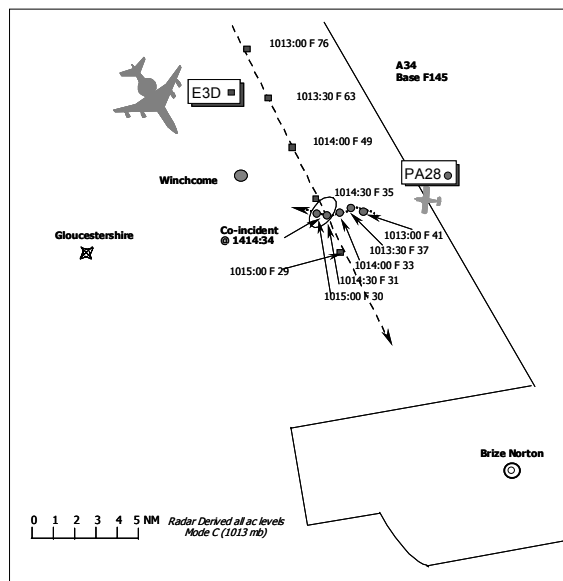 1013:00 F 76
A34
Base F145
E3D
1013:30 F 63
1014:00 F 49
PA28
Winchcome
1014:30 F 35
Co-incident
@ 1414:34
Gloucestershire
1013:00 F 41
1013:30 F 37
1014:00 F 33
1015:00 F 29
1014:30 F 31
1015:00 F 30
Brize Norton
0 1 2 3 4 5 NM
Radar Derived all ac levels
Mode C (1013 mb)